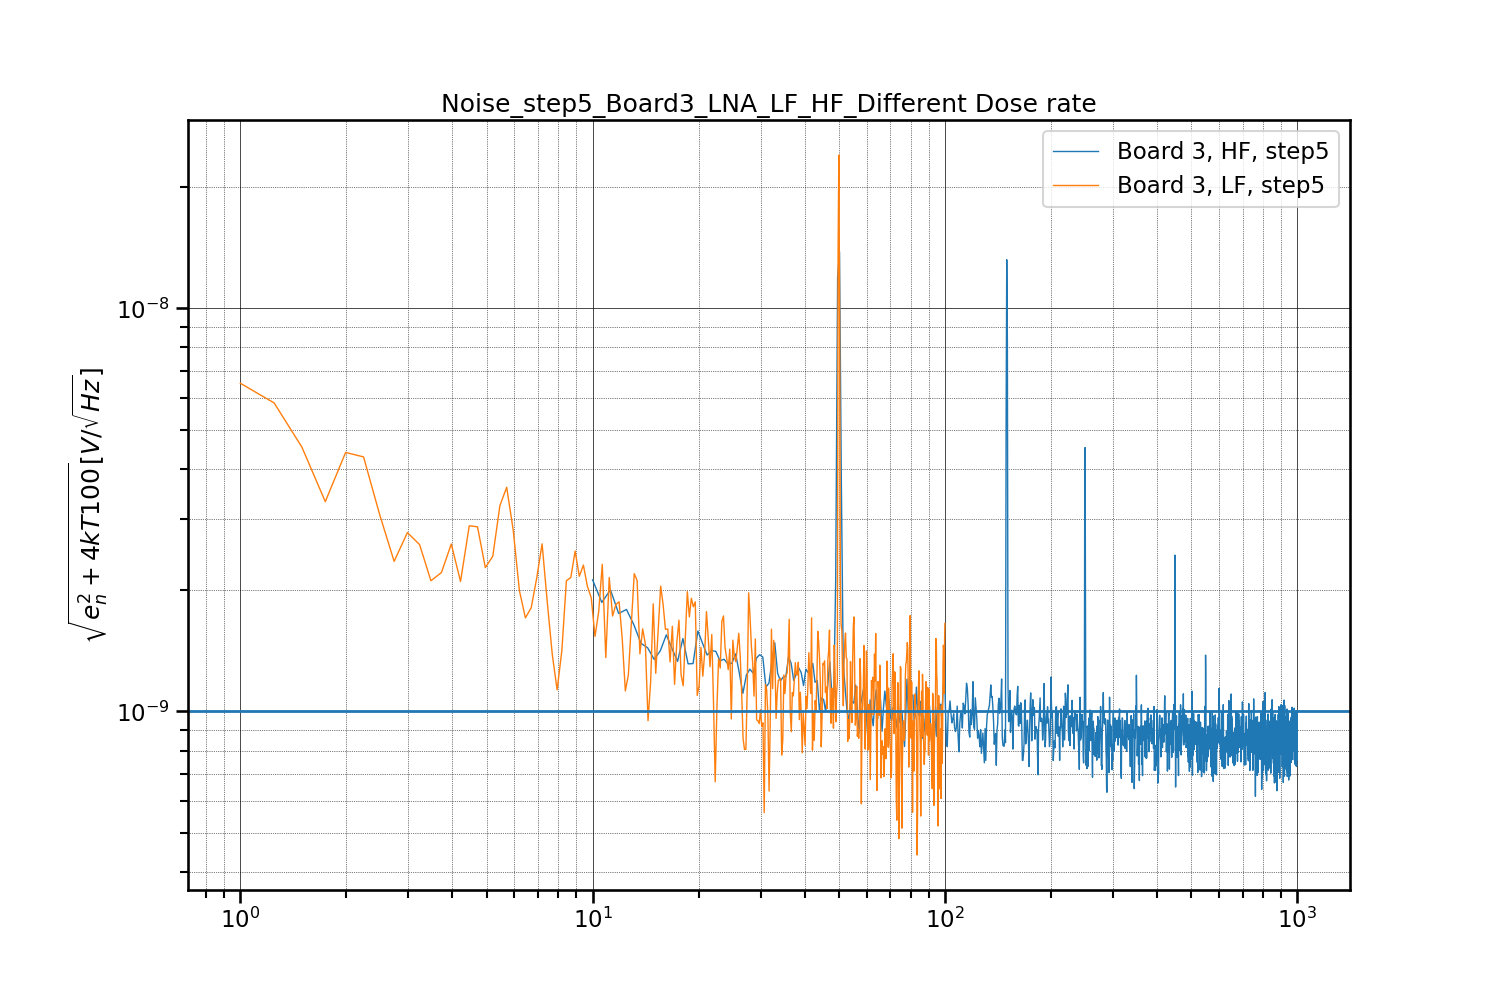 Noise_step5_Board3_LNA_LF_HF_Different Dose rate
Board 3, HF, step5
Board 3, LF, step5
√(eₙ² + 4kT100) [V/√Hz]
10⁻⁸
10⁻⁹
10⁰ 10¹ 10² 10³